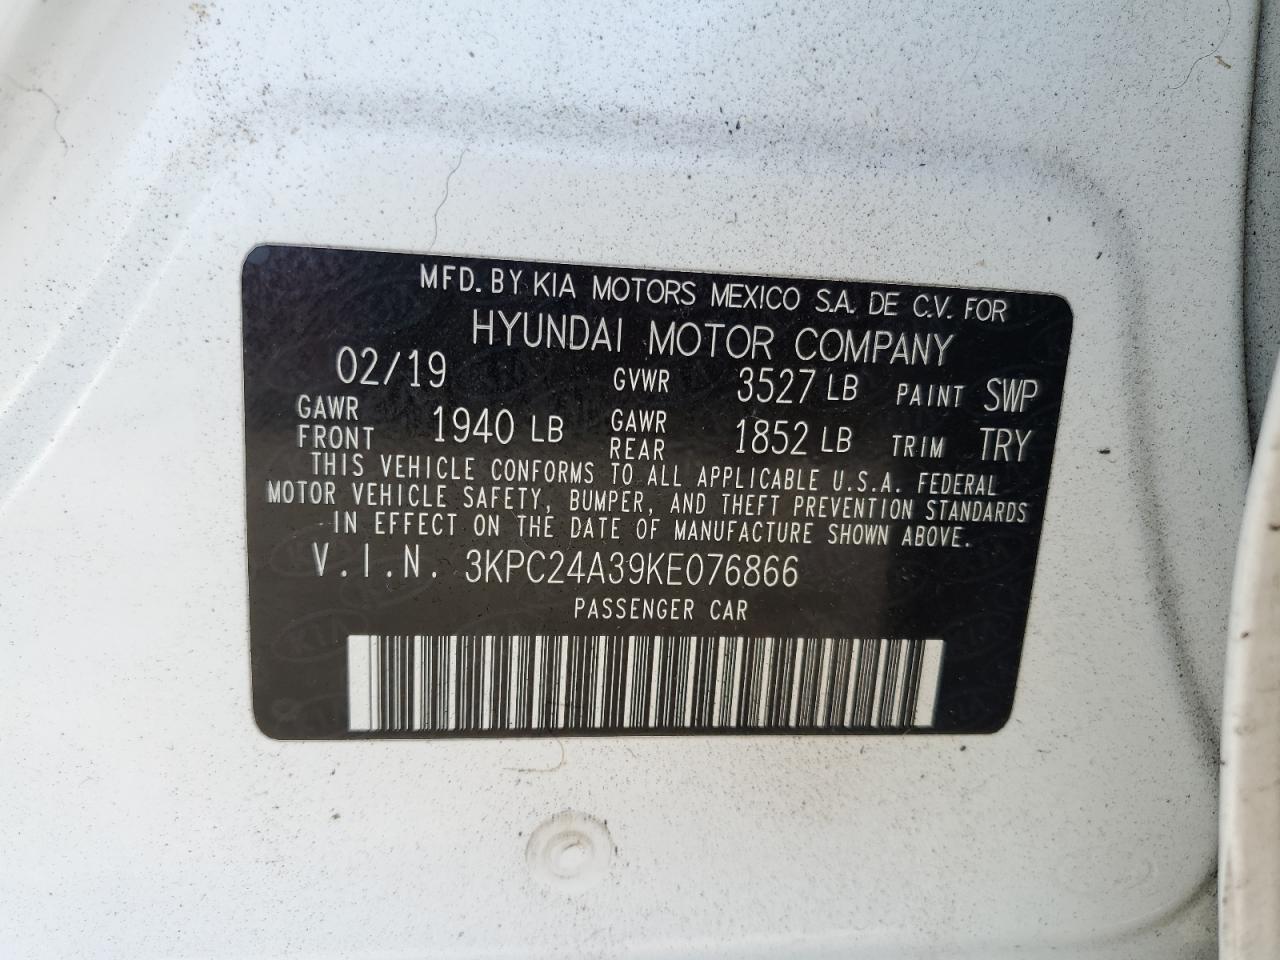 MFD. BY KIA MOTORS MEXICO S.A. DE C.V. FOR
HYUNDAI MOTOR COMPANY
02/19 GVWR 3527 LB PAINT SWP
GAWR FRONT 1940 LB GAWR REAR 1852 LB TRIM TRY
THIS VEHICLE CONFORMS TO ALL APPLICABLE U.S.A. FEDERAL
MOTOR VEHICLE SAFETY, BUMPER, AND THEFT PREVENTION STANDARDS
IN EFFECT ON THE DATE OF MANUFACTURE SHOWN ABOVE.
V.I.N. 3KPC24A39KE076866
PASSENGER CAR